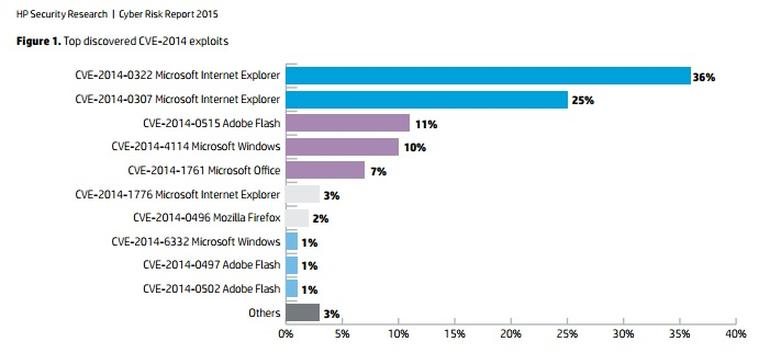 HP Security Research | Cyber Risk Report 2015
Figure 1. Top discovered CVE-2014 exploits
CVE-2014-0322 Microsoft Internet Explorer 36%
CVE-2014-0307 Microsoft Internet Explorer 25%
CVE-2014-0515 Adobe Flash 11%
CVE-2014-4114 Microsoft Windows 10%
CVE-2014-1761 Microsoft Office 7%
CVE-2014-1776 Microsoft Internet Explorer 3%
CVE-2014-0496 Mozilla Firefox 2%
CVE-2014-6332 Microsoft Windows 1%
CVE-2014-0497 Adobe Flash 1%
CVE-2014-0502 Adobe Flash 1%
Others 3%
0% 5% 10% 15% 20% 25% 30% 35% 40%